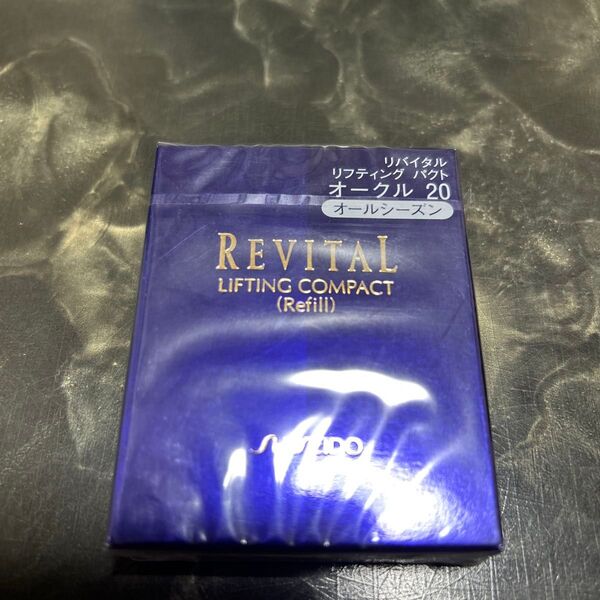 リバイタル
リフティング パクト
オークル 20
オールシーズン
REVITAL
LIFTING COMPACT
(Refill)
SHISEIDO